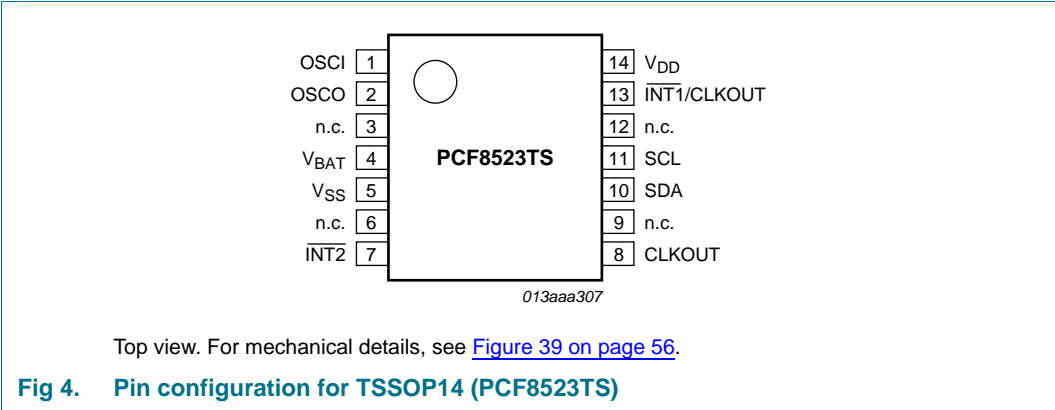 OSCI 1
OSCO 2
n.c. 3
VBAT 4
VSS 5
n.c. 6
INT2 7
PCF8523TS
14 VDD
13 INT1/CLKOUT
12 n.c.
11 SCL
10 SDA
9 n.c.
8 CLKOUT
013aaa307
Top view. For mechanical details, see Figure 39 on page 56.
Fig 4. Pin configuration for TSSOP14 (PCF8523TS)